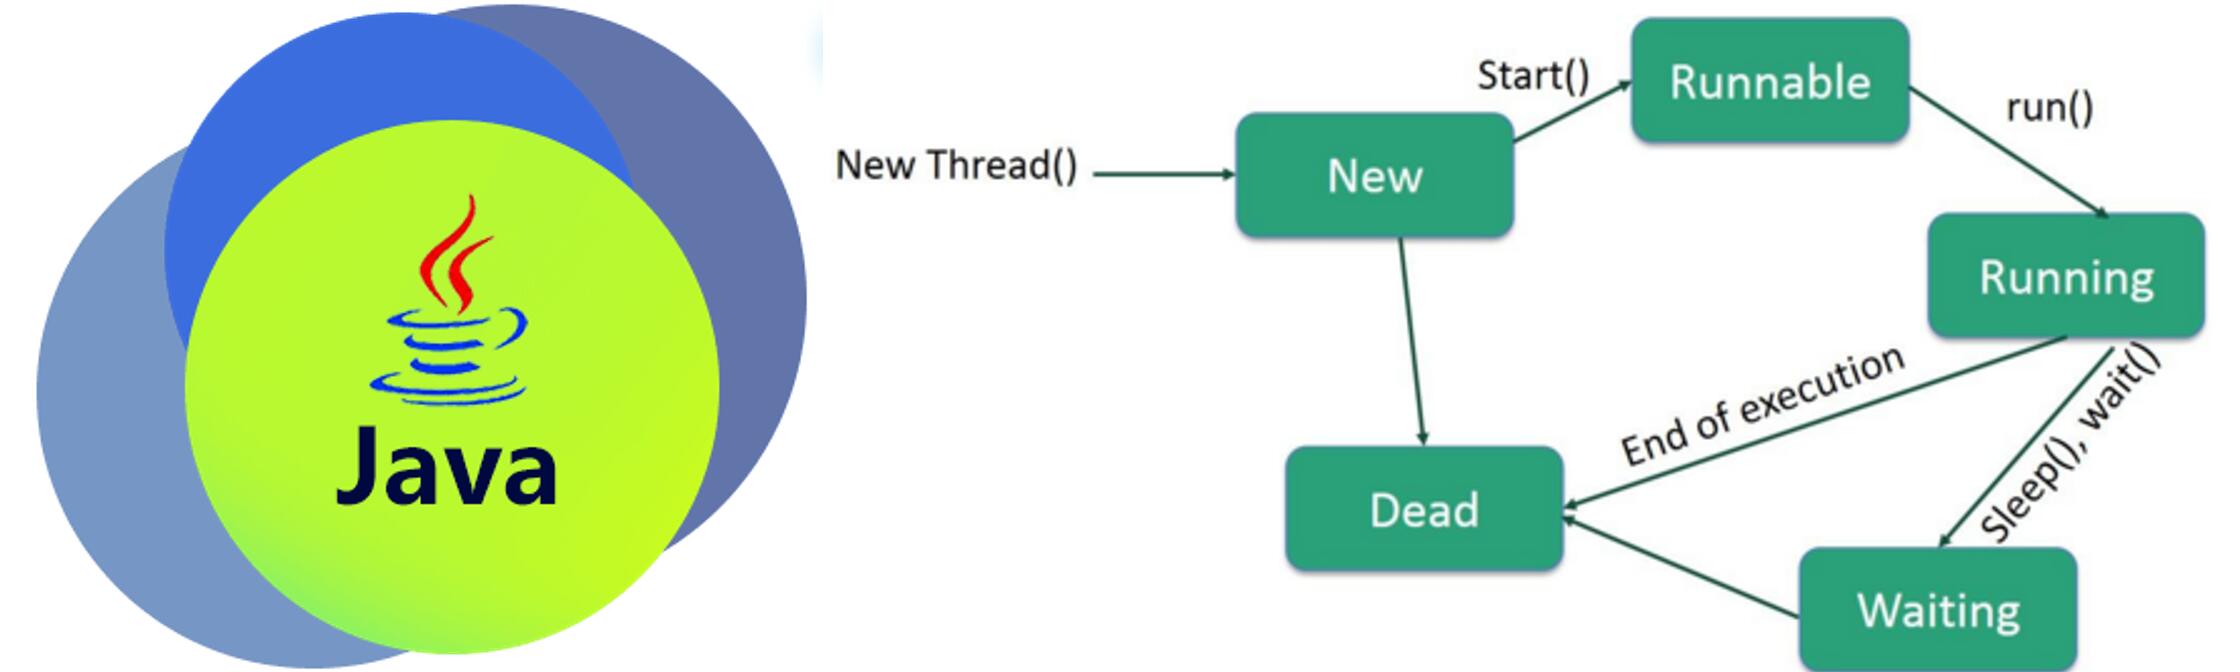 Java
New Thread()
New
Start()
Runnable
run()
Running
End of execution
Sleep(), wait()
Dead
Waiting